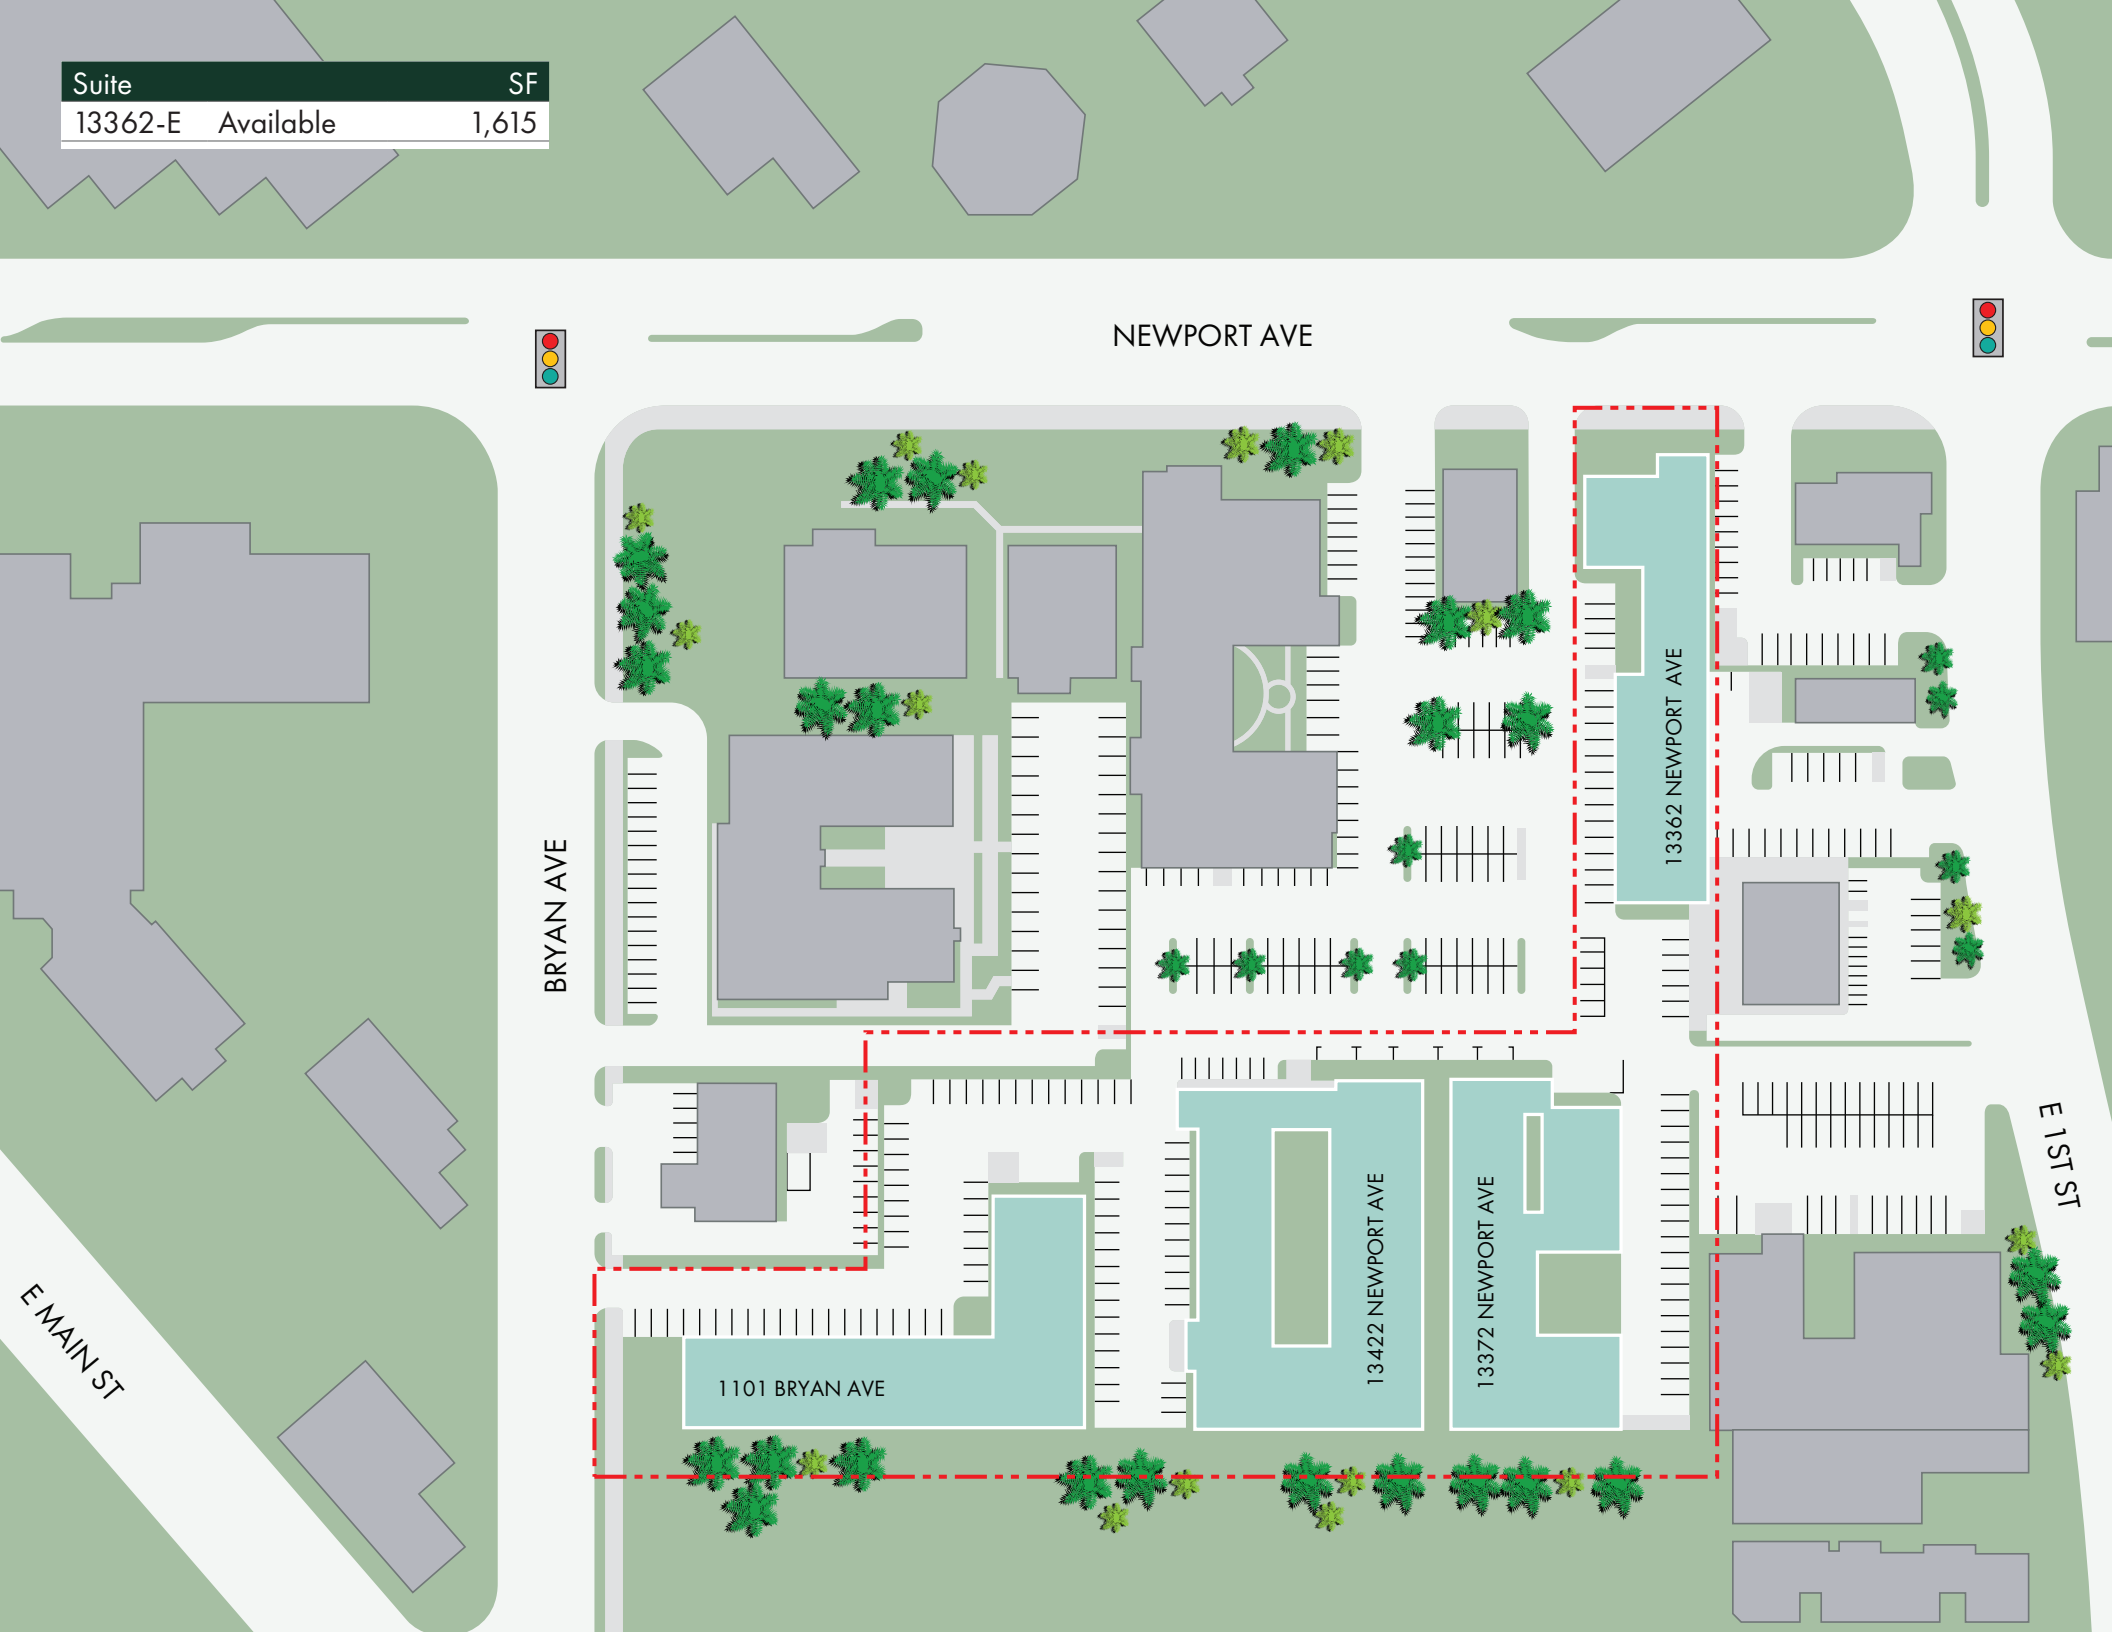 Suite SF
13362-E Available 1,615
NEWPORT AVE
BRYAN AVE
13362 NEWPORT AVE
E 1ST ST
E MAIN ST
1101 BRYAN AVE
13422 NEWPORT AVE
13372 NEWPORT AVE